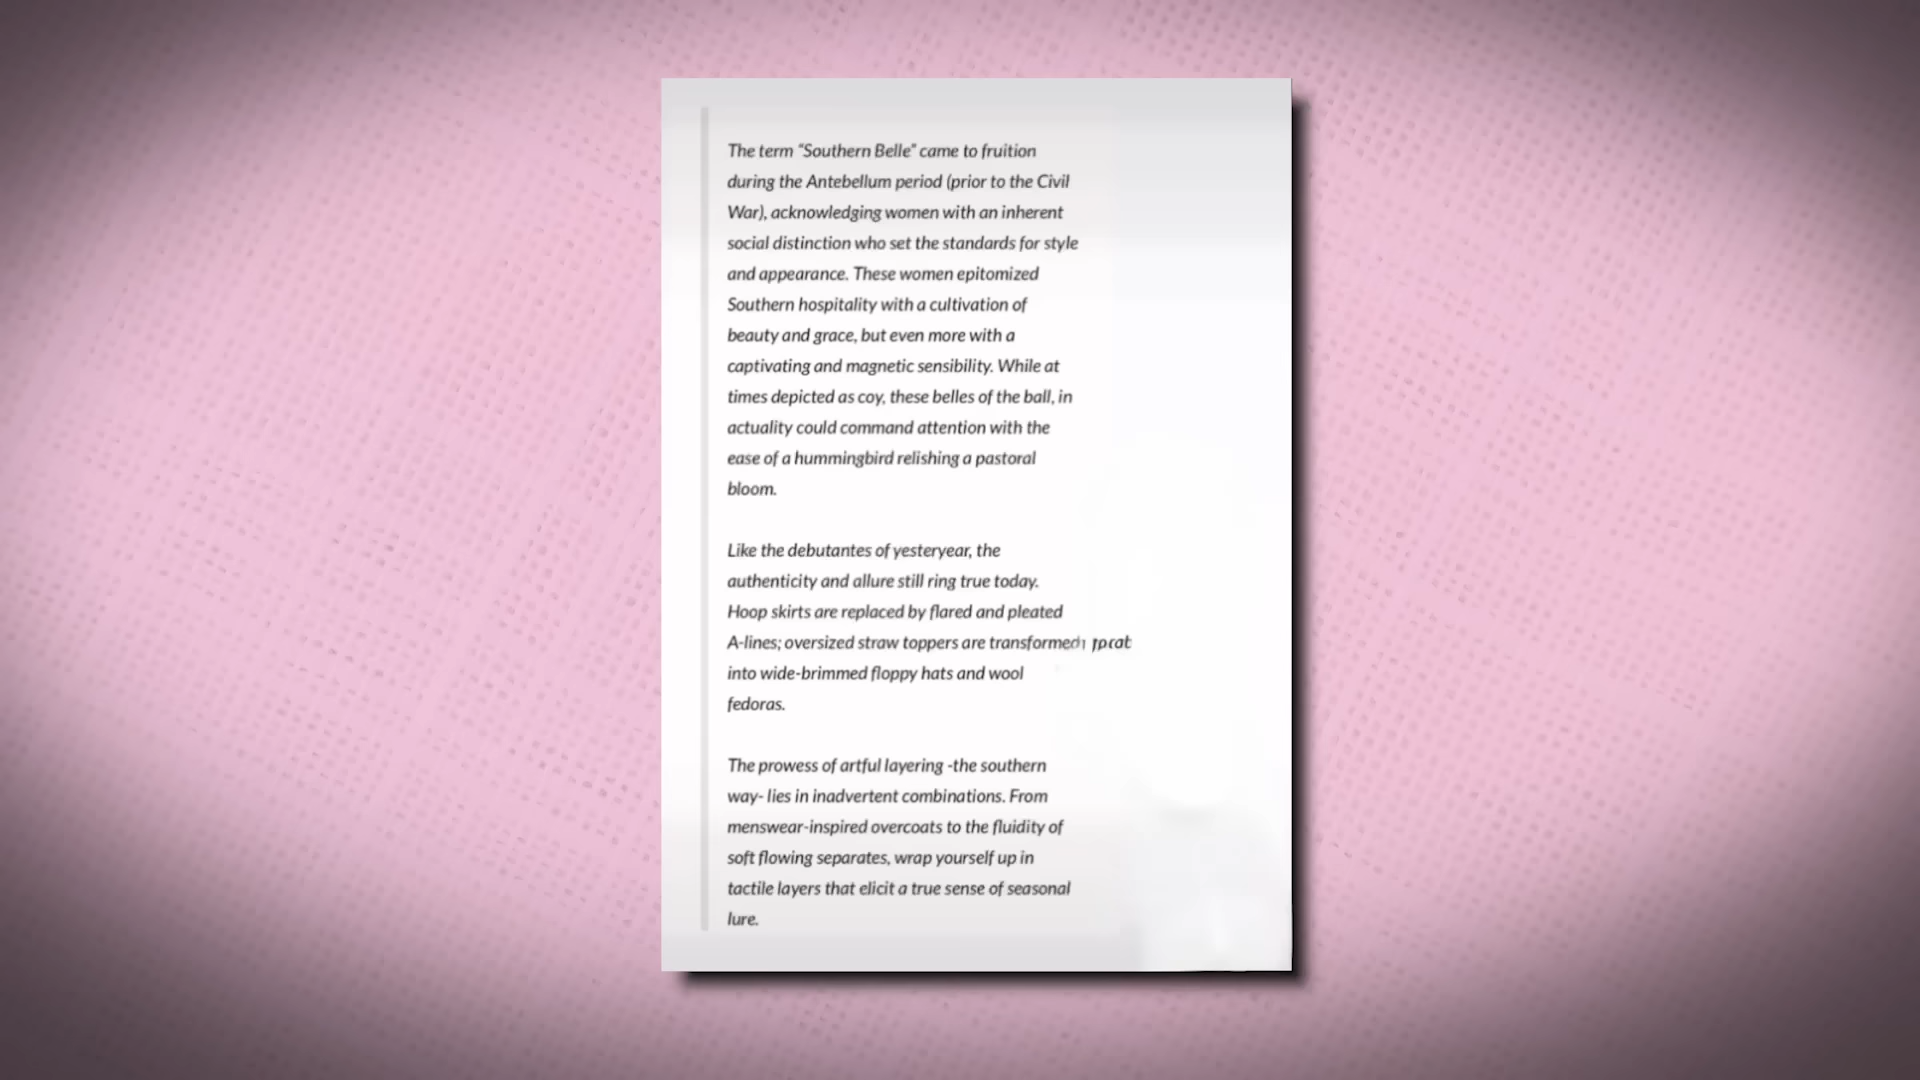 The term “Southern Belle” came to fruition
during the Antebellum period (prior to the Civil
War), acknowledging women with an inherent
social distinction who set the standards for style
and appearance. These women epitomized
Southern hospitality with a cultivation of
beauty and grace, but even more with a
captivating and magnetic sensibility. While at
times depicted as coy, these belles of the ball, in
actuality could command attention with the
ease of a hummingbird relishing a pastoral
bloom.
Like the debutantes of yesteryear, the
authenticity and allure still ring true today.
Hoop skirts are replaced by flared and pleated
A-lines; oversized straw toppers are transformed
into wide-brimmed floppy hats and wool
fedoras.
The prowess of artful layering -the southern
way- lies in inadvertent combinations. From
menswear-inspired overcoats to the fluidity of
soft flowing separates, wrap yourself up in
tactile layers that elicit a true sense of seasonal
lure.